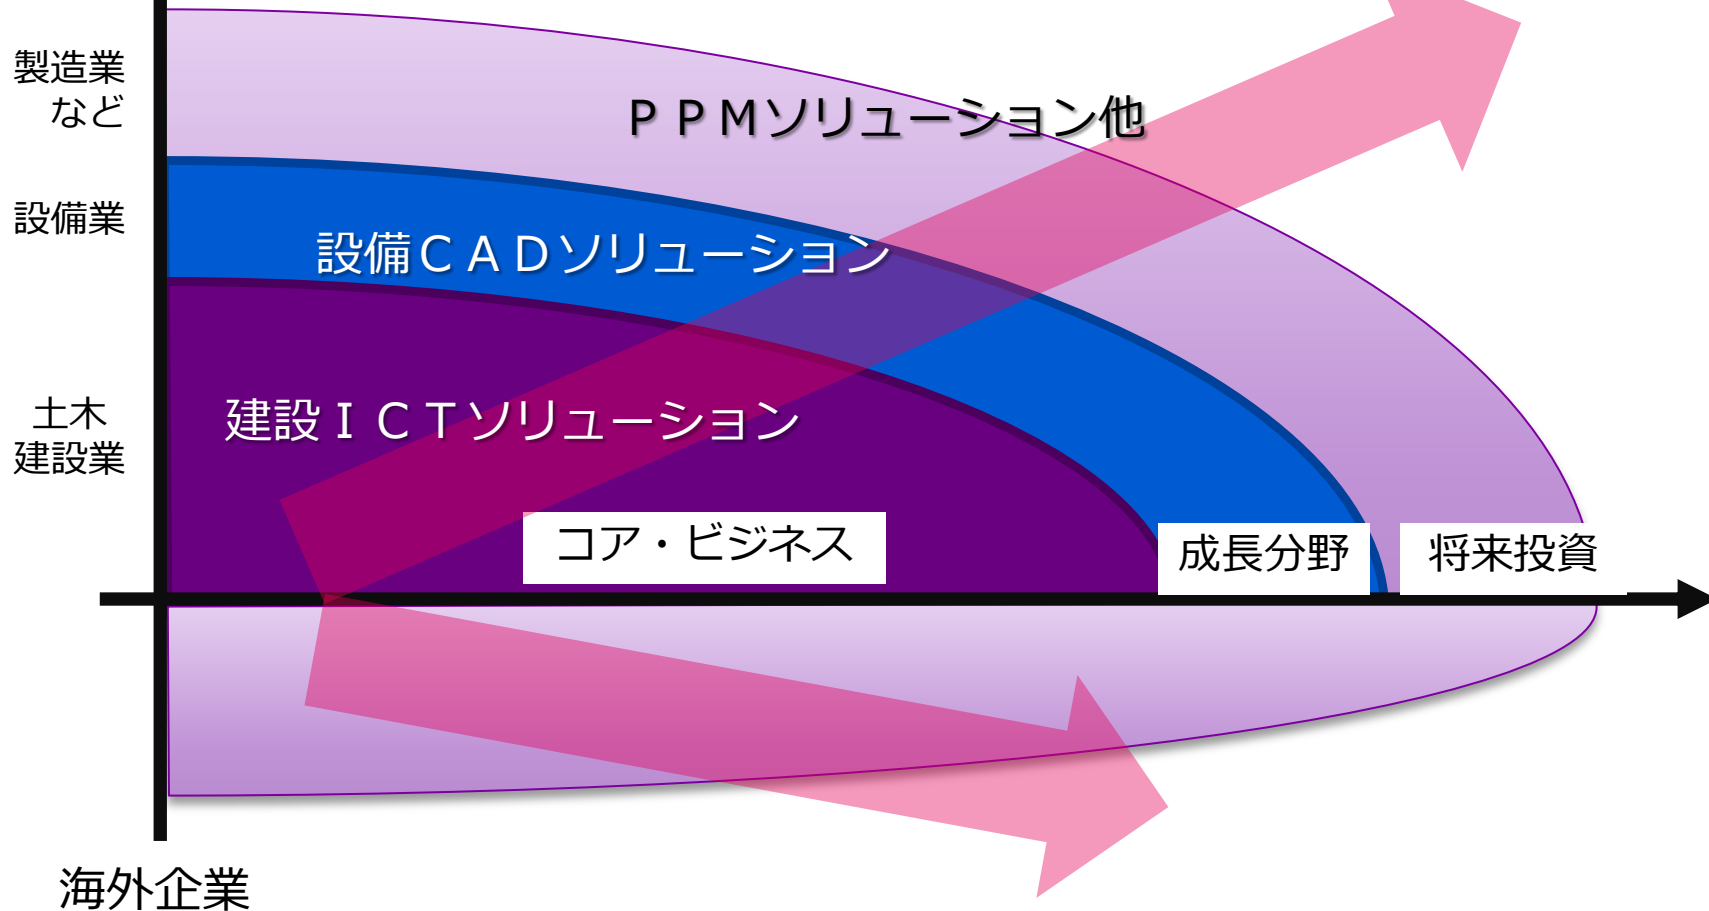 製造業
など
ＰＰＭソリューション他
設備業
設備ＣＡＤソリューション
土木
建設業
建設ＩＣＴソリューション
コア・ビジネス
成長分野
将来投資
海外企業